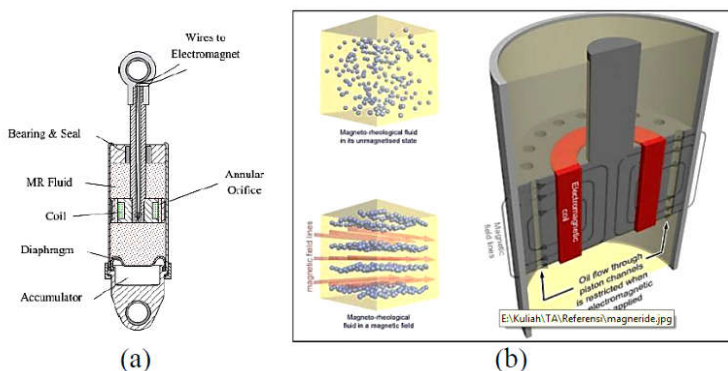 Wires to
Electromagnet
Bearing & Seal
MR Fluid
Annular
Orifice
Coil
Diaphragm
Accumulator
(a)
Magneto-rheological fluid
in its unmagnetised state
magnetic field lines
Magneto-rheological
fluid in a magnetic field
Electromagnetic
coil
Magnetic
field lines
Oil flow through
piston channels
is restricted when
electromagnetic
applied
E:\Kuliah\TA\Referensi\magneride.jpg
(b)